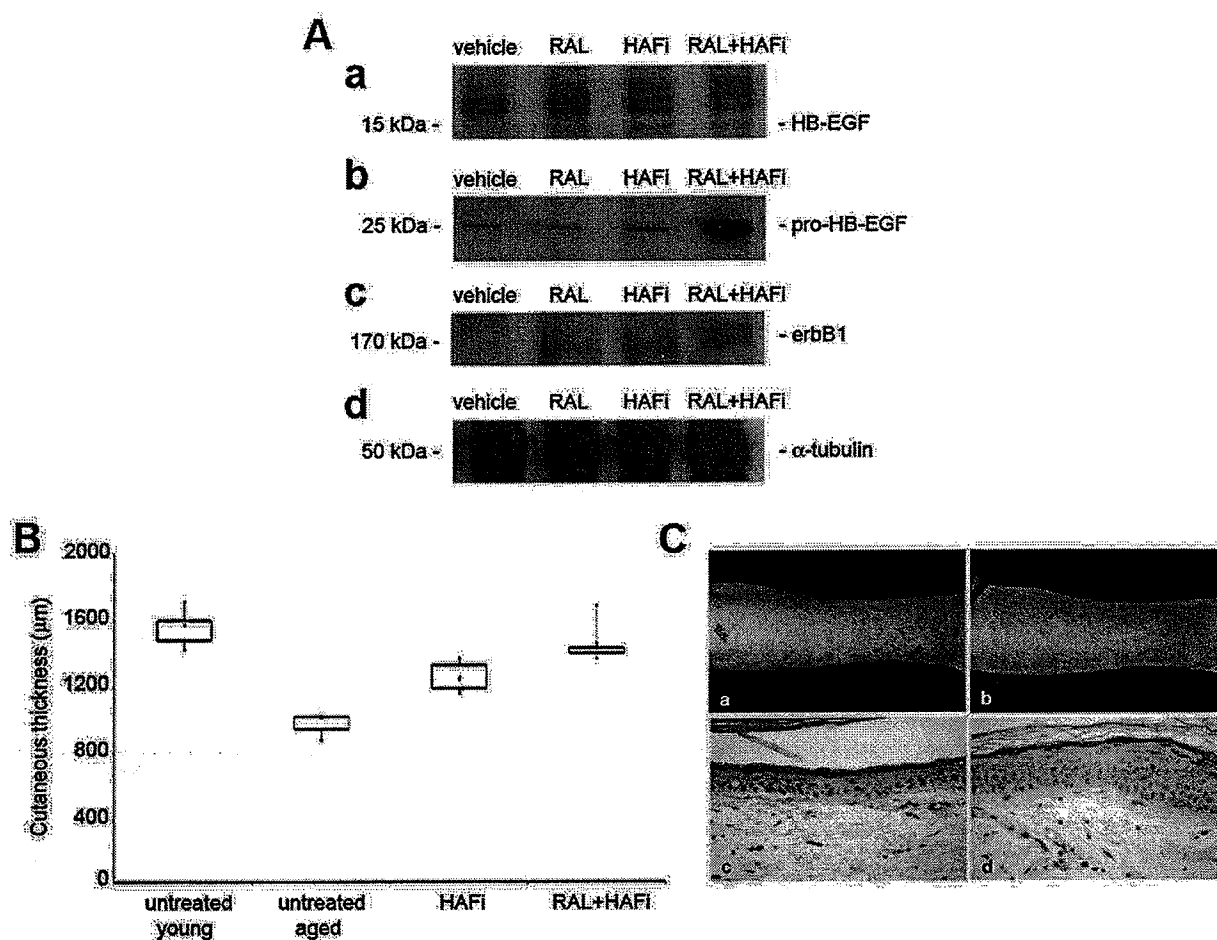 A
vehicle RAL HAFi RAL+HAFi
a
15 kDa - - HB-EGF
vehicle RAL HAFi RAL+HAFi
b
25 kDa - - pro-HB-EGF
vehicle RAL HAFi RAL+HAFi
c
170 kDa - - erbB1
vehicle RAL HAFi RAL+HAFi
d
50 kDa - - α-tubulin
B
Cutaneous thickness (µm)
2000
1600
1200
800
400
0
untreated young
untreated aged
HAFi
RAL+HAFi
C
a
b
c
d